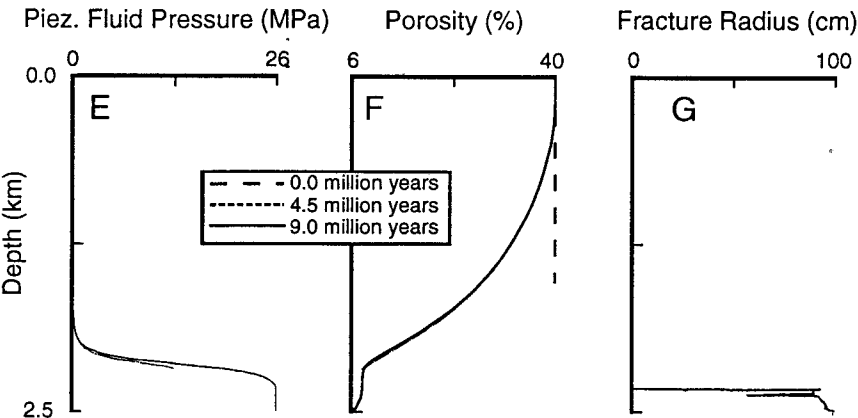 Piez. Fluid Pressure (MPa)
Porosity (%)
Fracture Radius (cm)
0
26
6
40
0
100
0.0
E
F
G
0.0 million years
4.5 million years
9.0 million years
Depth (km)
2.5